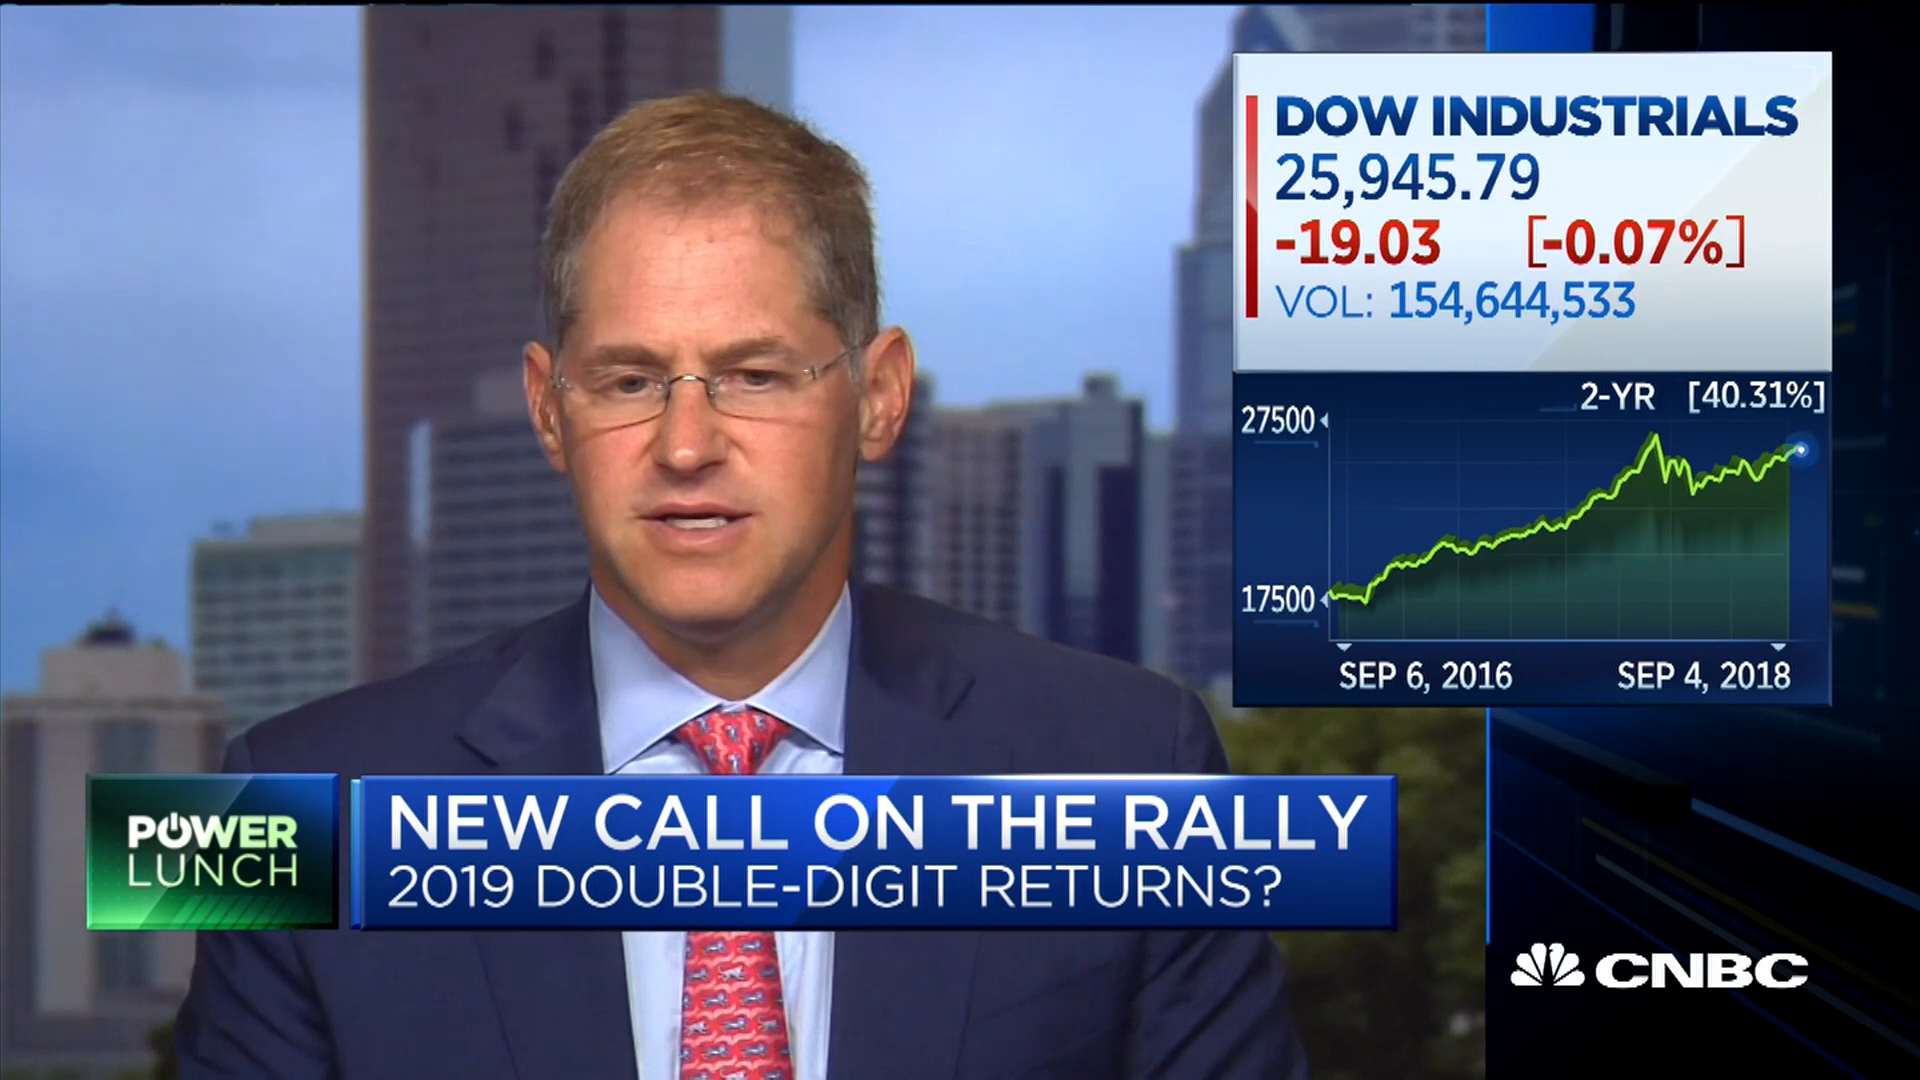 DOW INDUSTRIALS
25,945.79
-19.03 [-0.07%]
VOL: 154,644,533
2-YR [40.31%]
27500
17500
SEP 6, 2016 SEP 4, 2018
POWER
LUNCH
NEW CALL ON THE RALLY
2019 DOUBLE-DIGIT RETURNS?
CNBC